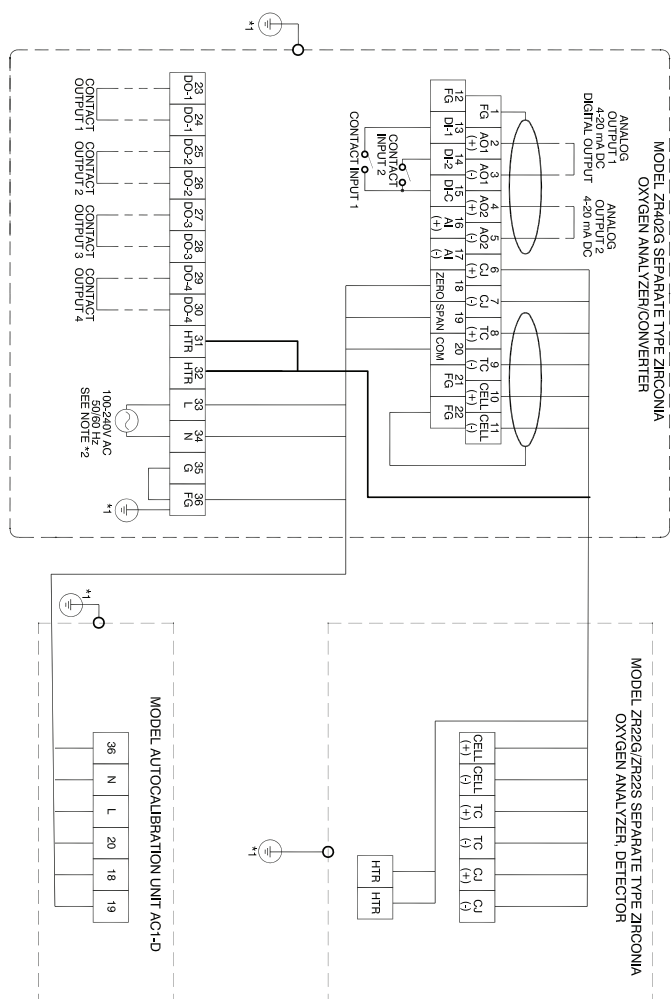 MODEL ZR402G SEPARATE TYPE ZIRCONIA
OXYGEN ANALYZER/CONVERTER
ANALOG
OUTPUT 1
4-20 mA DC
DIGITAL OUTPUT
ANALOG
OUTPUT 2
4-20 mA DC
1 2 3 4 5 6 7 8 9 10 11
FG AO1 AO1 AO2 AO2 CJ CJ TC TC CELL CELL
(+) (-) (+) (-) (+) (-) (+) (-) (+) (-)
12 13 14 15 16 17 18 19 20 21 22
FG DI-1 DI-2 DI-C AI AI ZERO SPAN COM FG FG
(+) (-)
CONTACT
INPUT 2
CONTACT INPUT 1
23 24 25 26 27 28 29 30 31 32 33 34 35 36
DO-1 DO-1 DO-2 DO-2 DO-3 DO-3 DO-4 DO-4 HTR HTR L N G FG
CONTACT
OUTPUT 1
CONTACT
OUTPUT 2
CONTACT
OUTPUT 3
CONTACT
OUTPUT 4
100-240V AC
50/60 Hz
SEE NOTE *2
*1
*1
MODEL ZR22G/ZR22S SEPARATE TYPE ZIRCONIA
OXYGEN ANALYZER, DETECTOR
CELL CELL TC TC CJ CJ
(+) (-) (+) (-) (+) (-)
HTR HTR
*1
MODEL AUTOCALIBRATION UNIT AC1-D
36 N L 20 18 19
*1